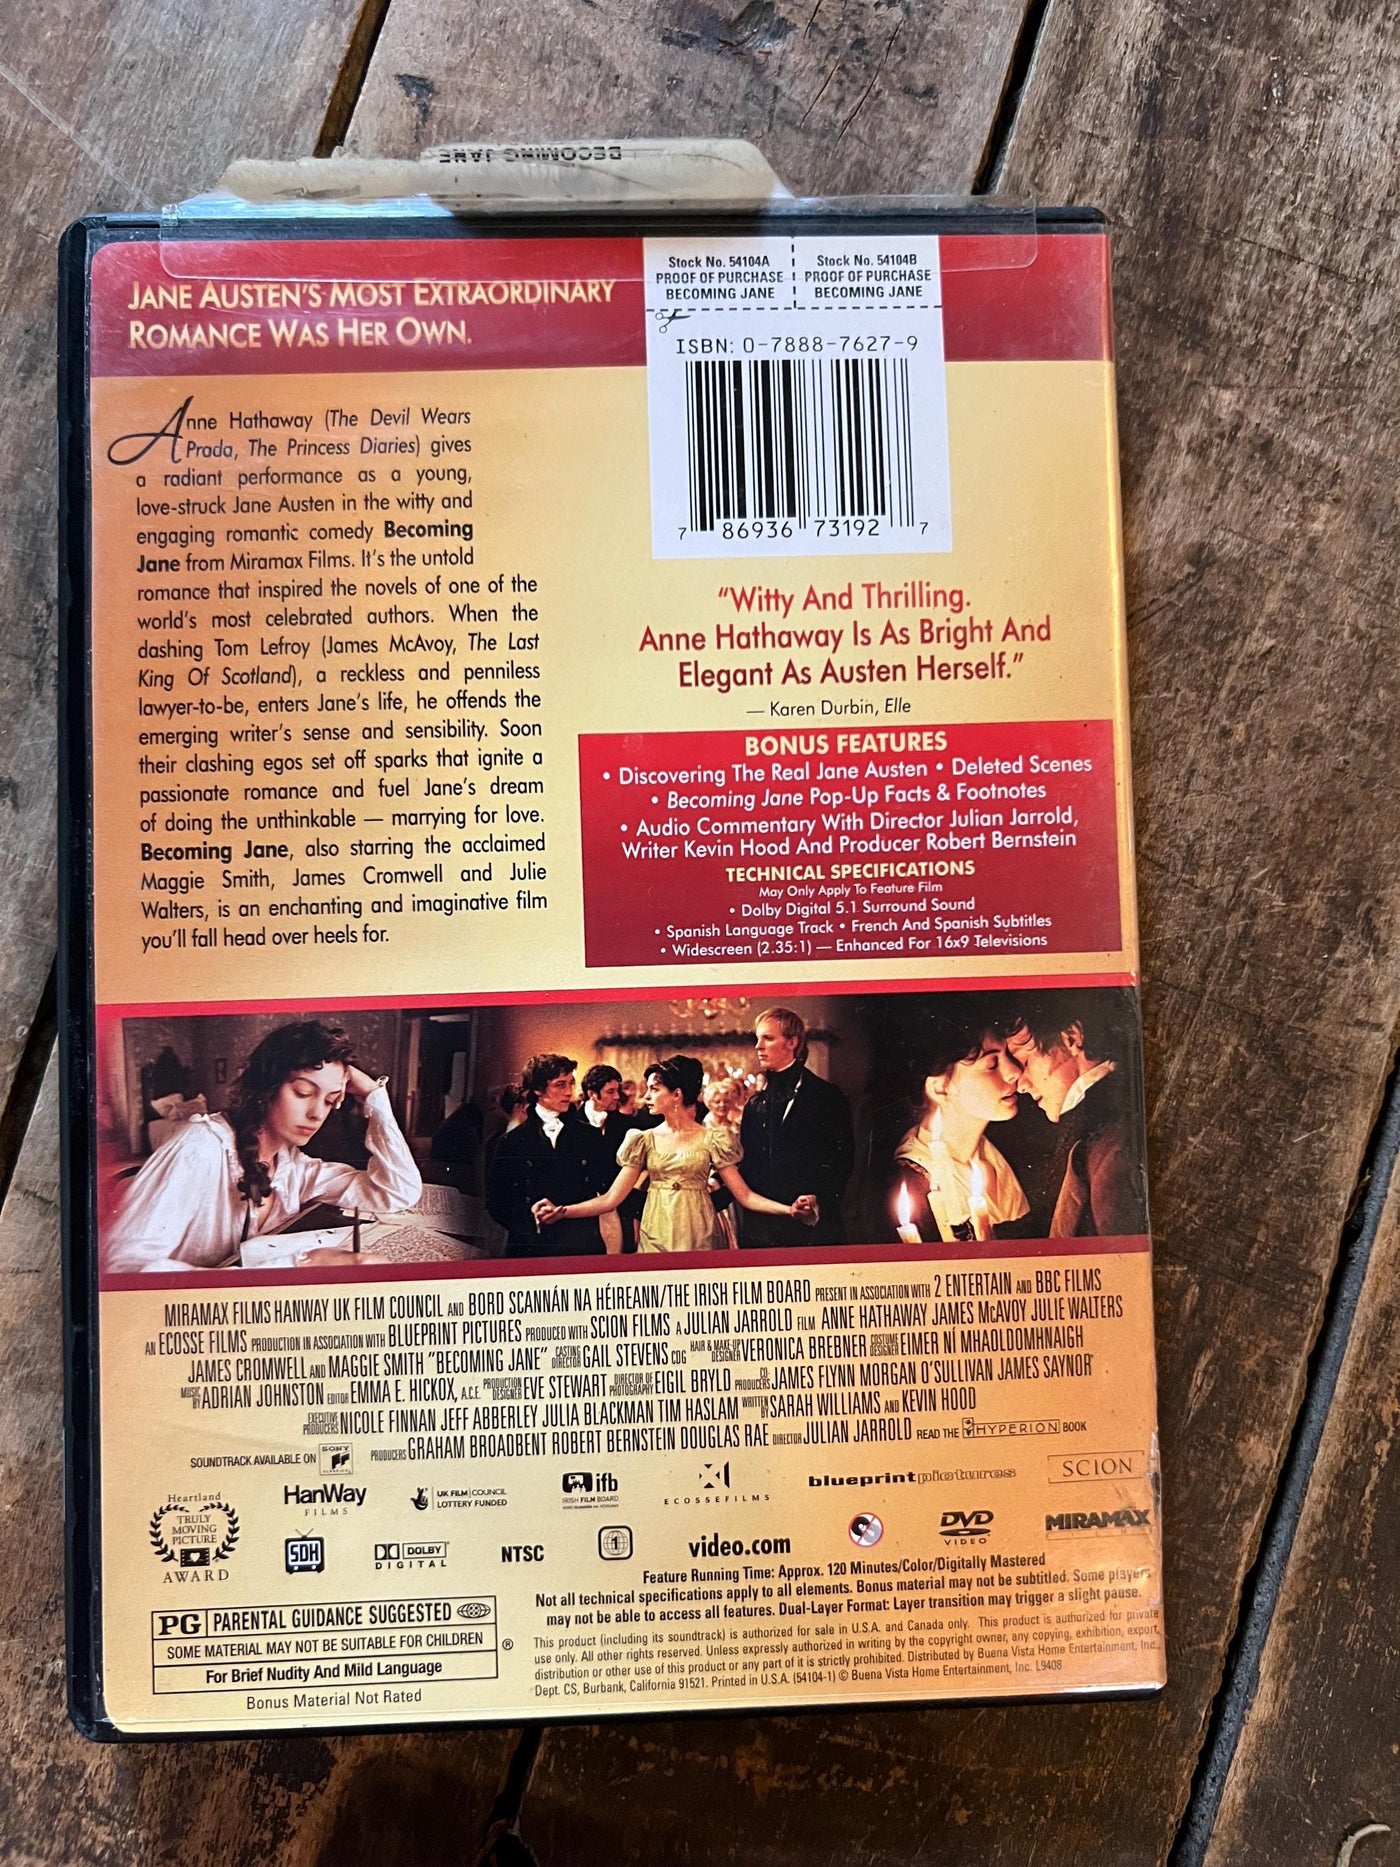 BECOMING JANE
JANE AUSTEN'S MOST EXTRAORDINARY
ROMANCE WAS HER OWN.
Stock No. 54104A
PROOF OF PURCHASE
BECOMING JANE
Stock No. 54104B
PROOF OF PURCHASE
BECOMING JANE
ISBN: 0-7888-7627-9
7 86936 73192 7
Anne Hathaway (The Devil Wears
Prada, The Princess Diaries) gives
a radiant performance as a young,
love-struck Jane Austen in the witty and
engaging romantic comedy Becoming
Jane from Miramax Films. It's the untold
romance that inspired the novels of one of the
world's most celebrated authors. When the
dashing Tom Lefroy (James McAvoy, The Last
King Of Scotland), a reckless and penniless
lawyer-to-be, enters Jane's life, he offends the
emerging writer's sense and sensibility. Soon
their clashing egos set off sparks that ignite a
passionate romance and fuel Jane's dream
of doing the unthinkable — marrying for love.
Becoming Jane, also starring the acclaimed
Maggie Smith, James Cromwell and Julie
Walters, is an enchanting and imaginative film
you'll fall head over heels for.
"Witty And Thrilling.
Anne Hathaway Is As Bright And
Elegant As Austen Herself."
— Karen Durbin, Elle
BONUS FEATURES
• Discovering The Real Jane Austen • Deleted Scenes
• Becoming Jane Pop-Up Facts & Footnotes
• Audio Commentary With Director Julian Jarrold,
Writer Kevin Hood And Producer Robert Bernstein
TECHNICAL SPECIFICATIONS
May Only Apply To Feature Film
• Dolby Digital 5.1 Surround Sound
• Spanish Language Track • French And Spanish Subtitles
• Widescreen (2.35:1) — Enhanced For 16x9 Televisions
MIRAMAX FILMS HANWAY UK FILM COUNCIL AND BORD SCANNÁN NA HÉIREANN/THE IRISH FILM BOARD PRESENT IN ASSOCIATION WITH 2 ENTERTAIN AND BBC FILMS
AN ECOSSE FILMS PRODUCTION IN ASSOCIATION WITH BLUEPRINT PICTURES PRODUCED WITH SCION FILMS A JULIAN JARROLD FILM ANNE HATHAWAY JAMES McAVOY JULIE WALTERS
JAMES CROMWELL AND MAGGIE SMITH "BECOMING JANE" CASTING DIRECTOR GAIL STEVENS CDG HAIR & MAKE-UP DESIGNER VERONICA BREBNER COSTUME DESIGNER EIMER NÍ MHAOLDOMHNAIGH
MUSIC BY ADRIAN JOHNSTON EDITOR EMMA E. HICKOX, A.C.E. PRODUCTION DESIGNER EVE STEWART DIRECTOR OF PHOTOGRAPHY EIGIL BRYLD CO-PRODUCERS JAMES FLYNN MORGAN O'SULLIVAN JAMES SAYNOR
EXECUTIVE PRODUCERS NICOLE FINNAN JEFF ABBERLEY JULIA BLACKMAN TIM HASLAM WRITTEN BY SARAH WILLIAMS AND KEVIN HOOD
PRODUCERS GRAHAM BROADBENT ROBERT BERNSTEIN DOUGLAS RAE DIRECTOR JULIAN JARROLD READ THE HYPERION BOOK
SOUNDTRACK AVAILABLE ON SONY
Heartland
TRULY
MOVING
PICTURE
AWARD
HanWay
FILMS
UK FILM COUNCIL
LOTTERY FUNDED
ifb
IRISH FILM BOARD
ECOSSEFILMS
blueprintpictures
SCION
SDH
DOLBY
DIGITAL
NTSC
1
video.com
DVD
VIDEO
MIRAMAX
Feature Running Time: Approx. 120 Minutes/Color/Digitally Mastered
Not all technical specifications apply to all elements. Bonus material may not be subtitled. Some players
may not be able to access all features. Dual-Layer Format: Layer transition may trigger a slight pause.
This product (including its soundtrack) is authorized for sale in U.S.A. and Canada only. This product is authorized for private
use only. All other rights reserved. Unless expressly authorized in writing by the copyright owner, any copying, exhibition, export,
distribution or other use of this product or any part of it is strictly prohibited. Distributed by Buena Vista Home Entertainment, Inc.,
Dept. CS, Burbank, California 91521. Printed in U.S.A. (54104-1) © Buena Vista Home Entertainment, Inc. L9408
PG PARENTAL GUIDANCE SUGGESTED
SOME MATERIAL MAY NOT BE SUITABLE FOR CHILDREN ®
For Brief Nudity And Mild Language
Bonus Material Not Rated